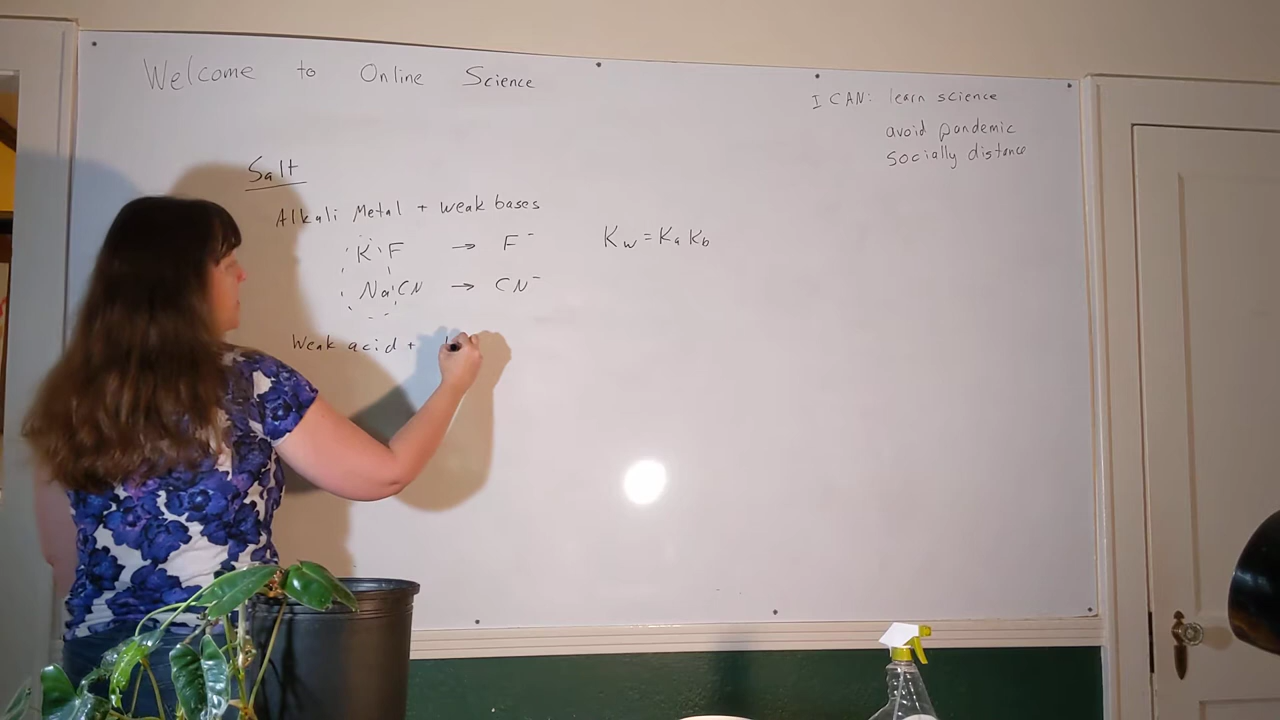 Welcome to Online Science
I CAN: learn science
avoid pandemic
socially distance
Salt
Alkali Metal + weak bases
KF → F⁻
Kw = Ka Kb
NaCN → CN⁻
Weak acid +